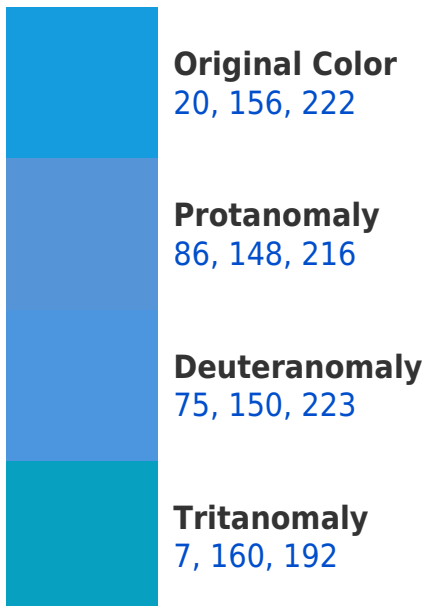 Original Color
20, 156, 222
Protanomaly
86, 148, 216
Deuteranomaly
75, 150, 223
Tritanomaly
7, 160, 192